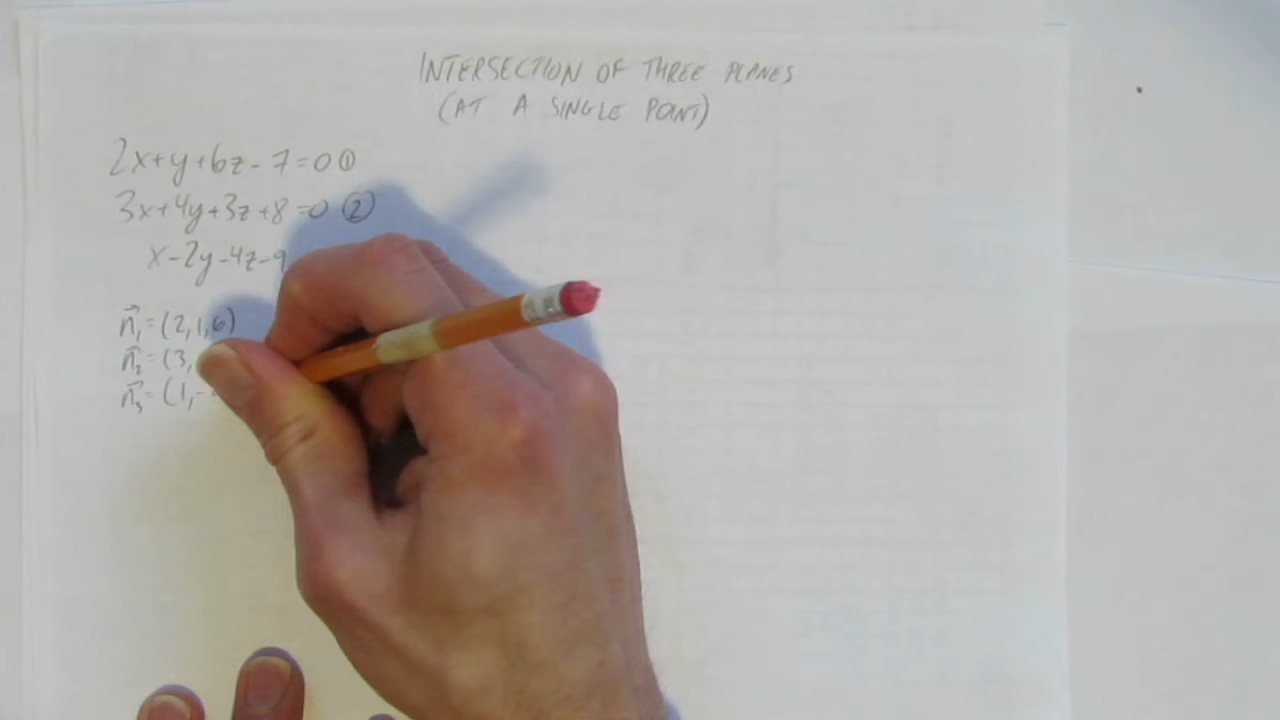 INTERSECTION OF THREE PLANES
(AT A SINGLE POINT)
2x+y+6z-7=0 ①
3x+4y+3z+8=0 ②
x-2y-4z-9
n⃗₁=(2,1,6)
n⃗₂=(3,
n⃗₃=(1,-